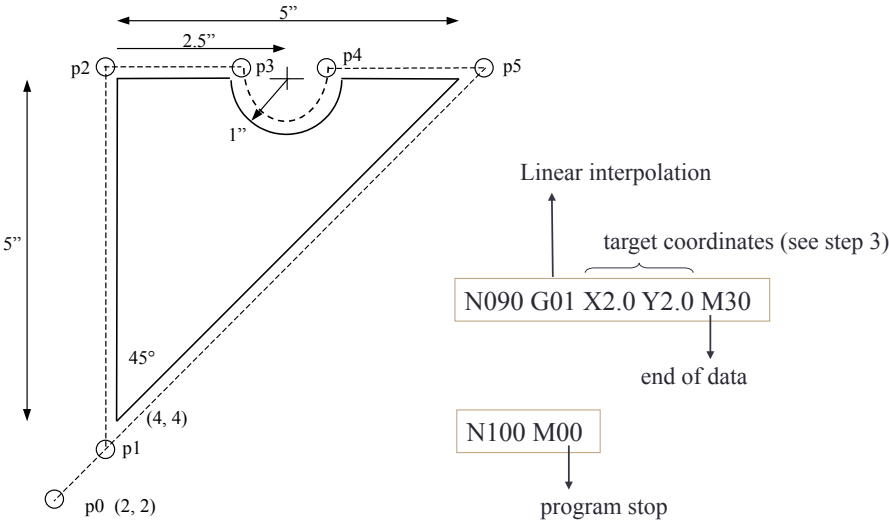 5”
2.5”
p2
p3
p4
p5
1”
5”
45°
(4, 4)
p1
p0 (2, 2)
Linear interpolation
target coordinates (see step 3)
N090 G01 X2.0 Y2.0 M30
end of data
N100 M00
program stop